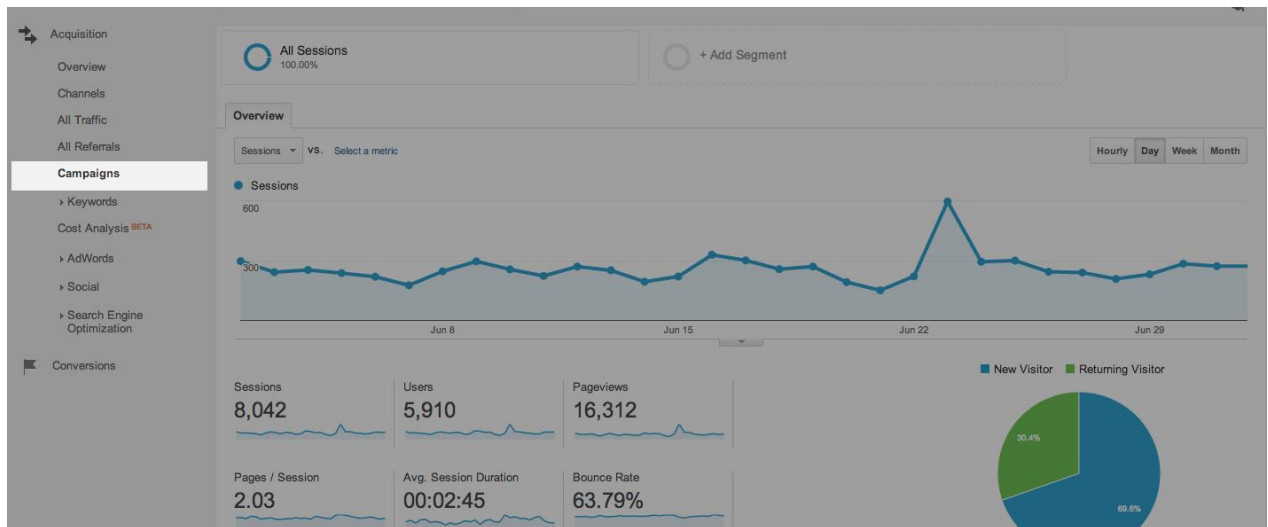 Acquisition
Overview
Channels
All Traffic
All Referrals
Campaigns
Keywords
Cost Analysis BETA
AdWords
Social
Search Engine
Optimization
Conversions
All Sessions
100.00%
+ Add Segment
Overview
Sessions VS. Select a metric
Hourly Day Week Month
Sessions
600
300
Jun 8 Jun 15 Jun 22 Jun 29
New Visitor Returning Visitor
Sessions Users Pageviews
8,042 5,910 16,312
30.4%
Pages / Session Avg. Session Duration Bounce Rate
2.03 00:02:45 63.79%
69.6%